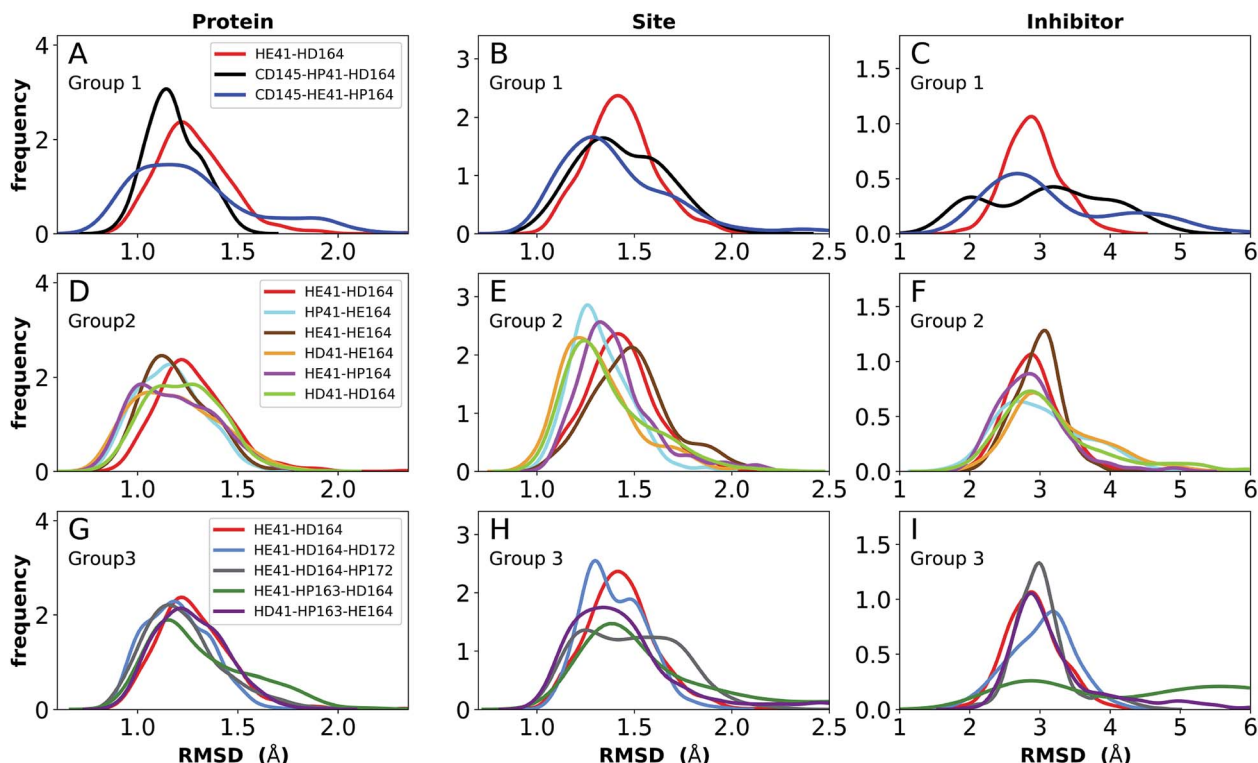 Protein
Site
Inhibitor
A
Group 1
HE41-HD164
CD145-HP41-HD164
CD145-HE41-HP164
frequency
4
2
0
1.0 1.5 2.0
B
Group 1
3
2
1
0
1.0 1.5 2.0 2.5
C
Group 1
1.5
1.0
0.5
0.0
1 2 3 4 5 6
D
Group2
HE41-HD164
HP41-HE164
HE41-HE164
HD41-HE164
HE41-HP164
HD41-HD164
frequency
4
2
0
1.0 1.5 2.0
E
Group 2
3
2
1
0
1.0 1.5 2.0 2.5
F
Group 2
1.5
1.0
0.5
0.0
1 2 3 4 5 6
G
Group3
HE41-HD164
HE41-HD164-HD172
HE41-HD164-HP172
HE41-HP163-HD164
HD41-HP163-HE164
frequency
4
2
0
1.0 1.5 2.0
RMSD (Å)
H
Group 3
3
2
1
0
1.0 1.5 2.0 2.5
RMSD (Å)
I
Group 3
1.5
1.0
0.5
0.0
1 2 3 4 5 6
RMSD (Å)